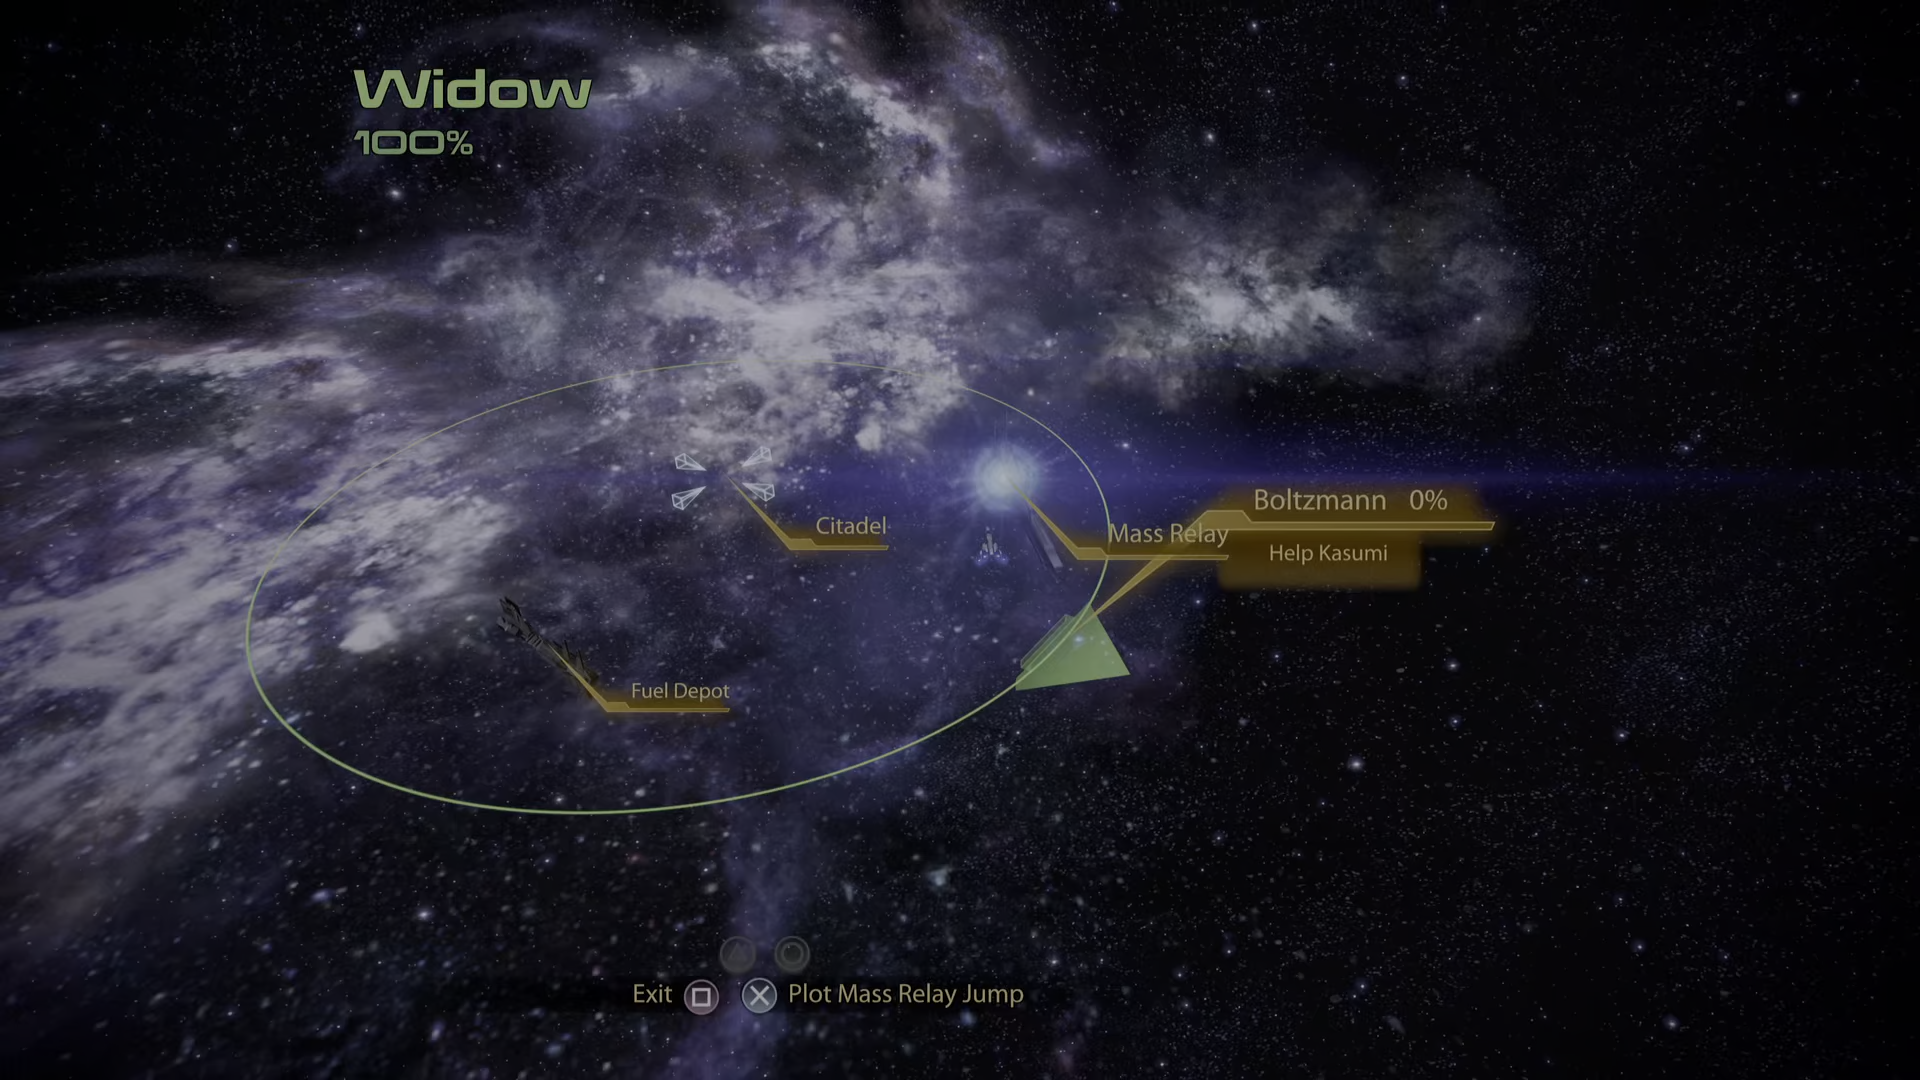 Widow
100%
Boltzmann 0%
Citadel
Mass Relay
Help Kasumi
Fuel Depot
Exit
Plot Mass Relay Jump